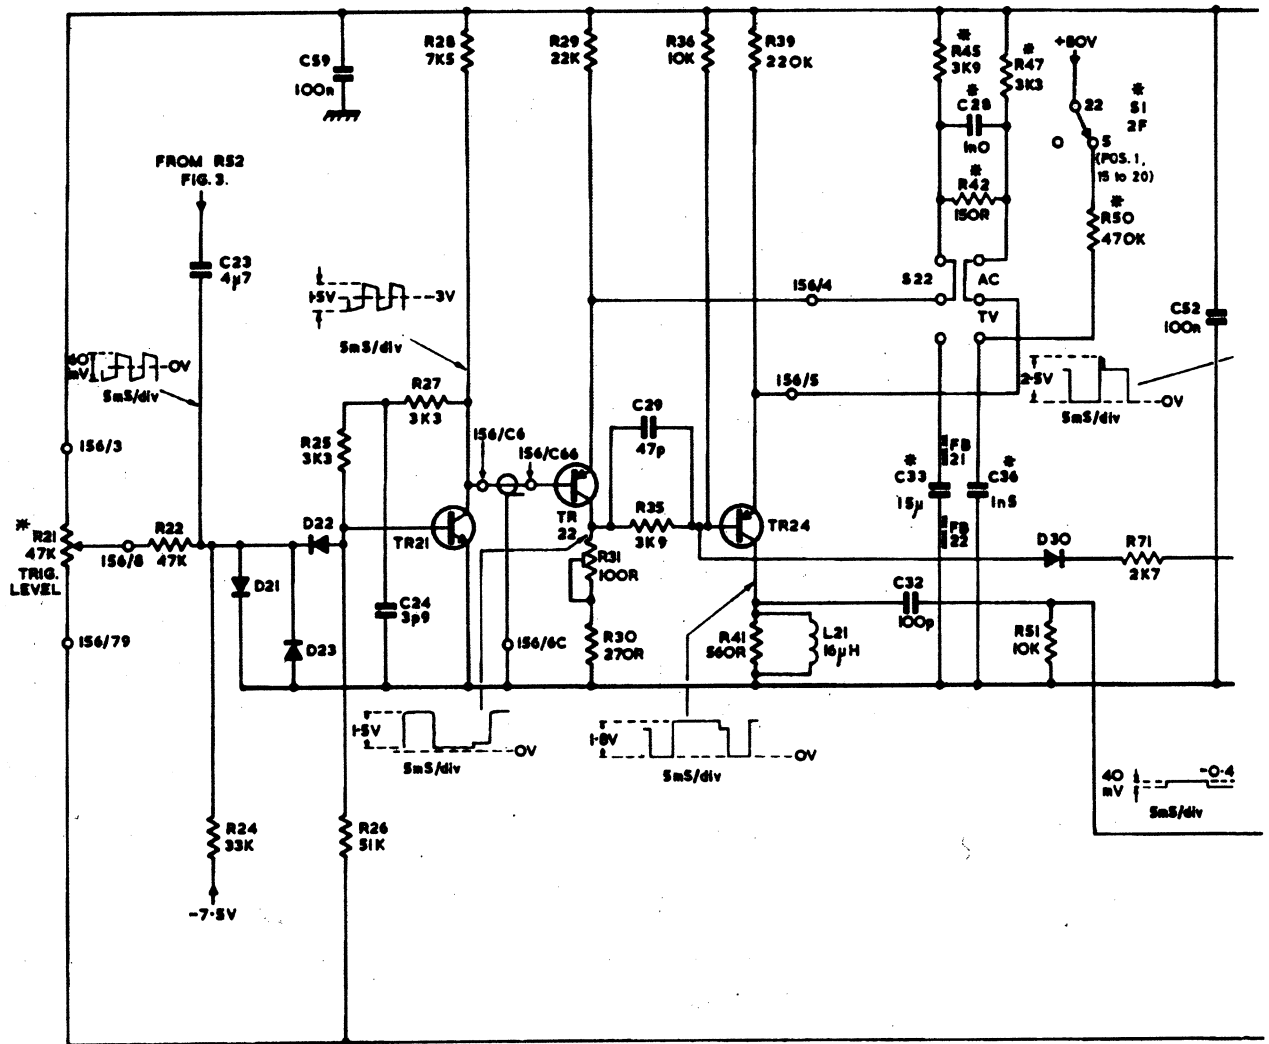 R28
7K5
R29
22K
R36
10K
R39
220K
*
R45
3K9
*
R47
3K3
+80V
C59
100n
*
C28
1n0
22
*
S1
2F
5
(POS. 1,
15 to 20)
FROM R52
FIG. 3.
*
R42
150R
*
R50
470K
C23
4µ7
1·5V
-3V
156/4
S22
AC
TV
C52
100n
5mS/div
60
mV
0V
5mS/div
R27
3K3
156/5
2·5V
0V
5mS/div
C29
47p
156/3
R25
3K3
156/C6
156/C66
FB
21
*
C33
15µ
*
C36
1n5
*
R21
47K
TRIG.
LEVEL
156/8
R22
47K
D22
TR21
TR
22
R35
3K9
TR24
FB
22
D30
R71
2K7
R31
100R
D21
C24
3p9
C32
100p
156/79
D23
156/6C
R30
270R
R41
560R
L21
16µH
R51
10K
1·5V
0V
5mS/div
1·8V
0V
5mS/div
40
mV
-0·4
5mS/div
R24
33K
R26
51K
-7·5V